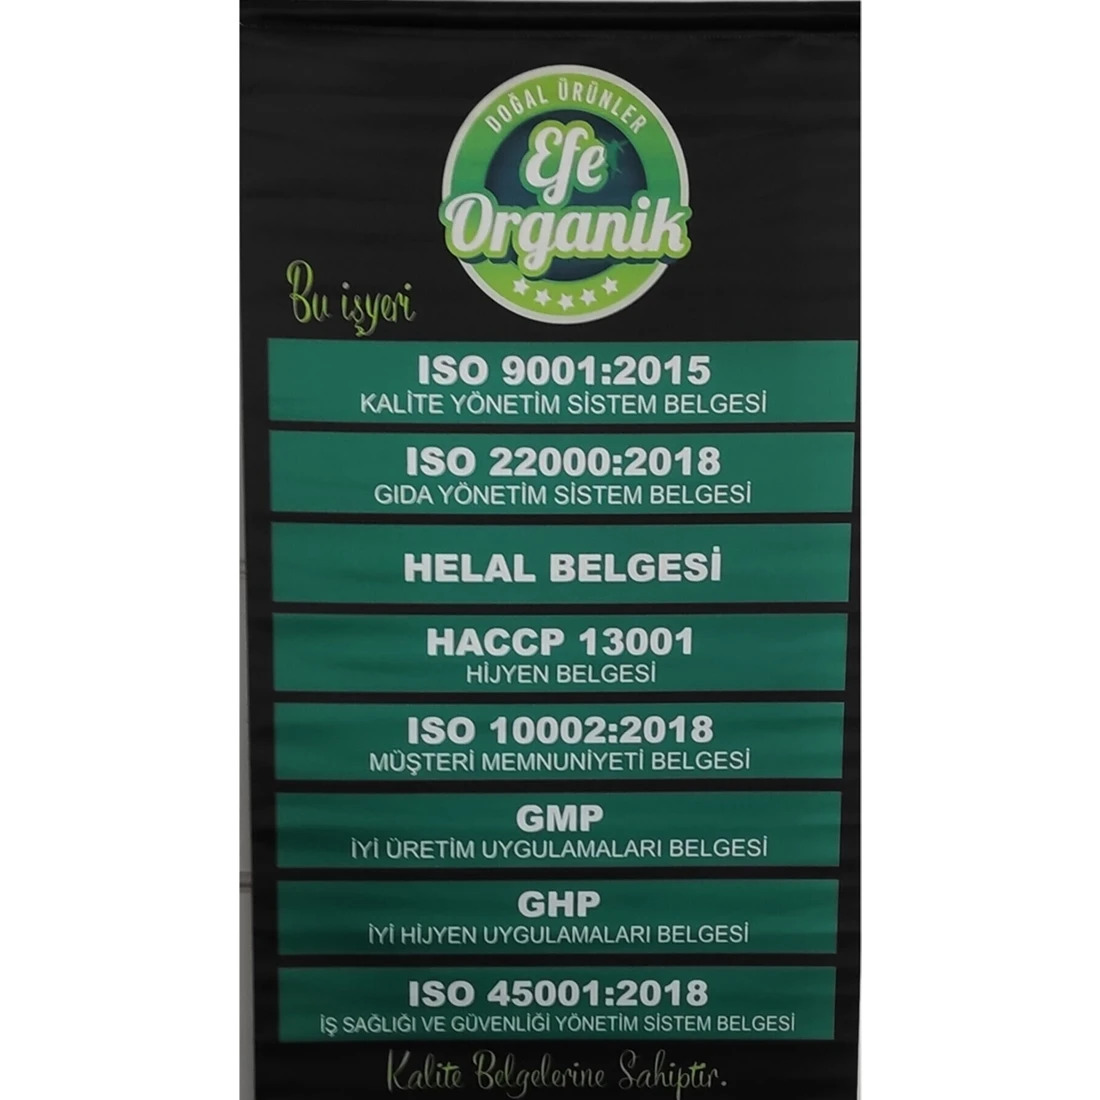 DOĞAL ÜRÜNLER
Efe
Organik
Bu işyeri
ISO 9001:2015
KALİTE YÖNETİM SİSTEM BELGESİ
ISO 22000:2018
GIDA YÖNETİM SİSTEM BELGESİ
HELAL BELGESİ
HACCP 13001
HİJYEN BELGESİ
ISO 10002:2018
MÜŞTERİ MEMNUNİYETİ BELGESİ
GMP
İYİ ÜRETİM UYGULAMALARI BELGESİ
GHP
İYİ HİJYEN UYGULAMALARI BELGESİ
ISO 45001:2018
İŞ SAĞLIĞI VE GÜVENLİĞİ YÖNETİM SİSTEM BELGESİ
Kalite Belgelerine Sahiptir.